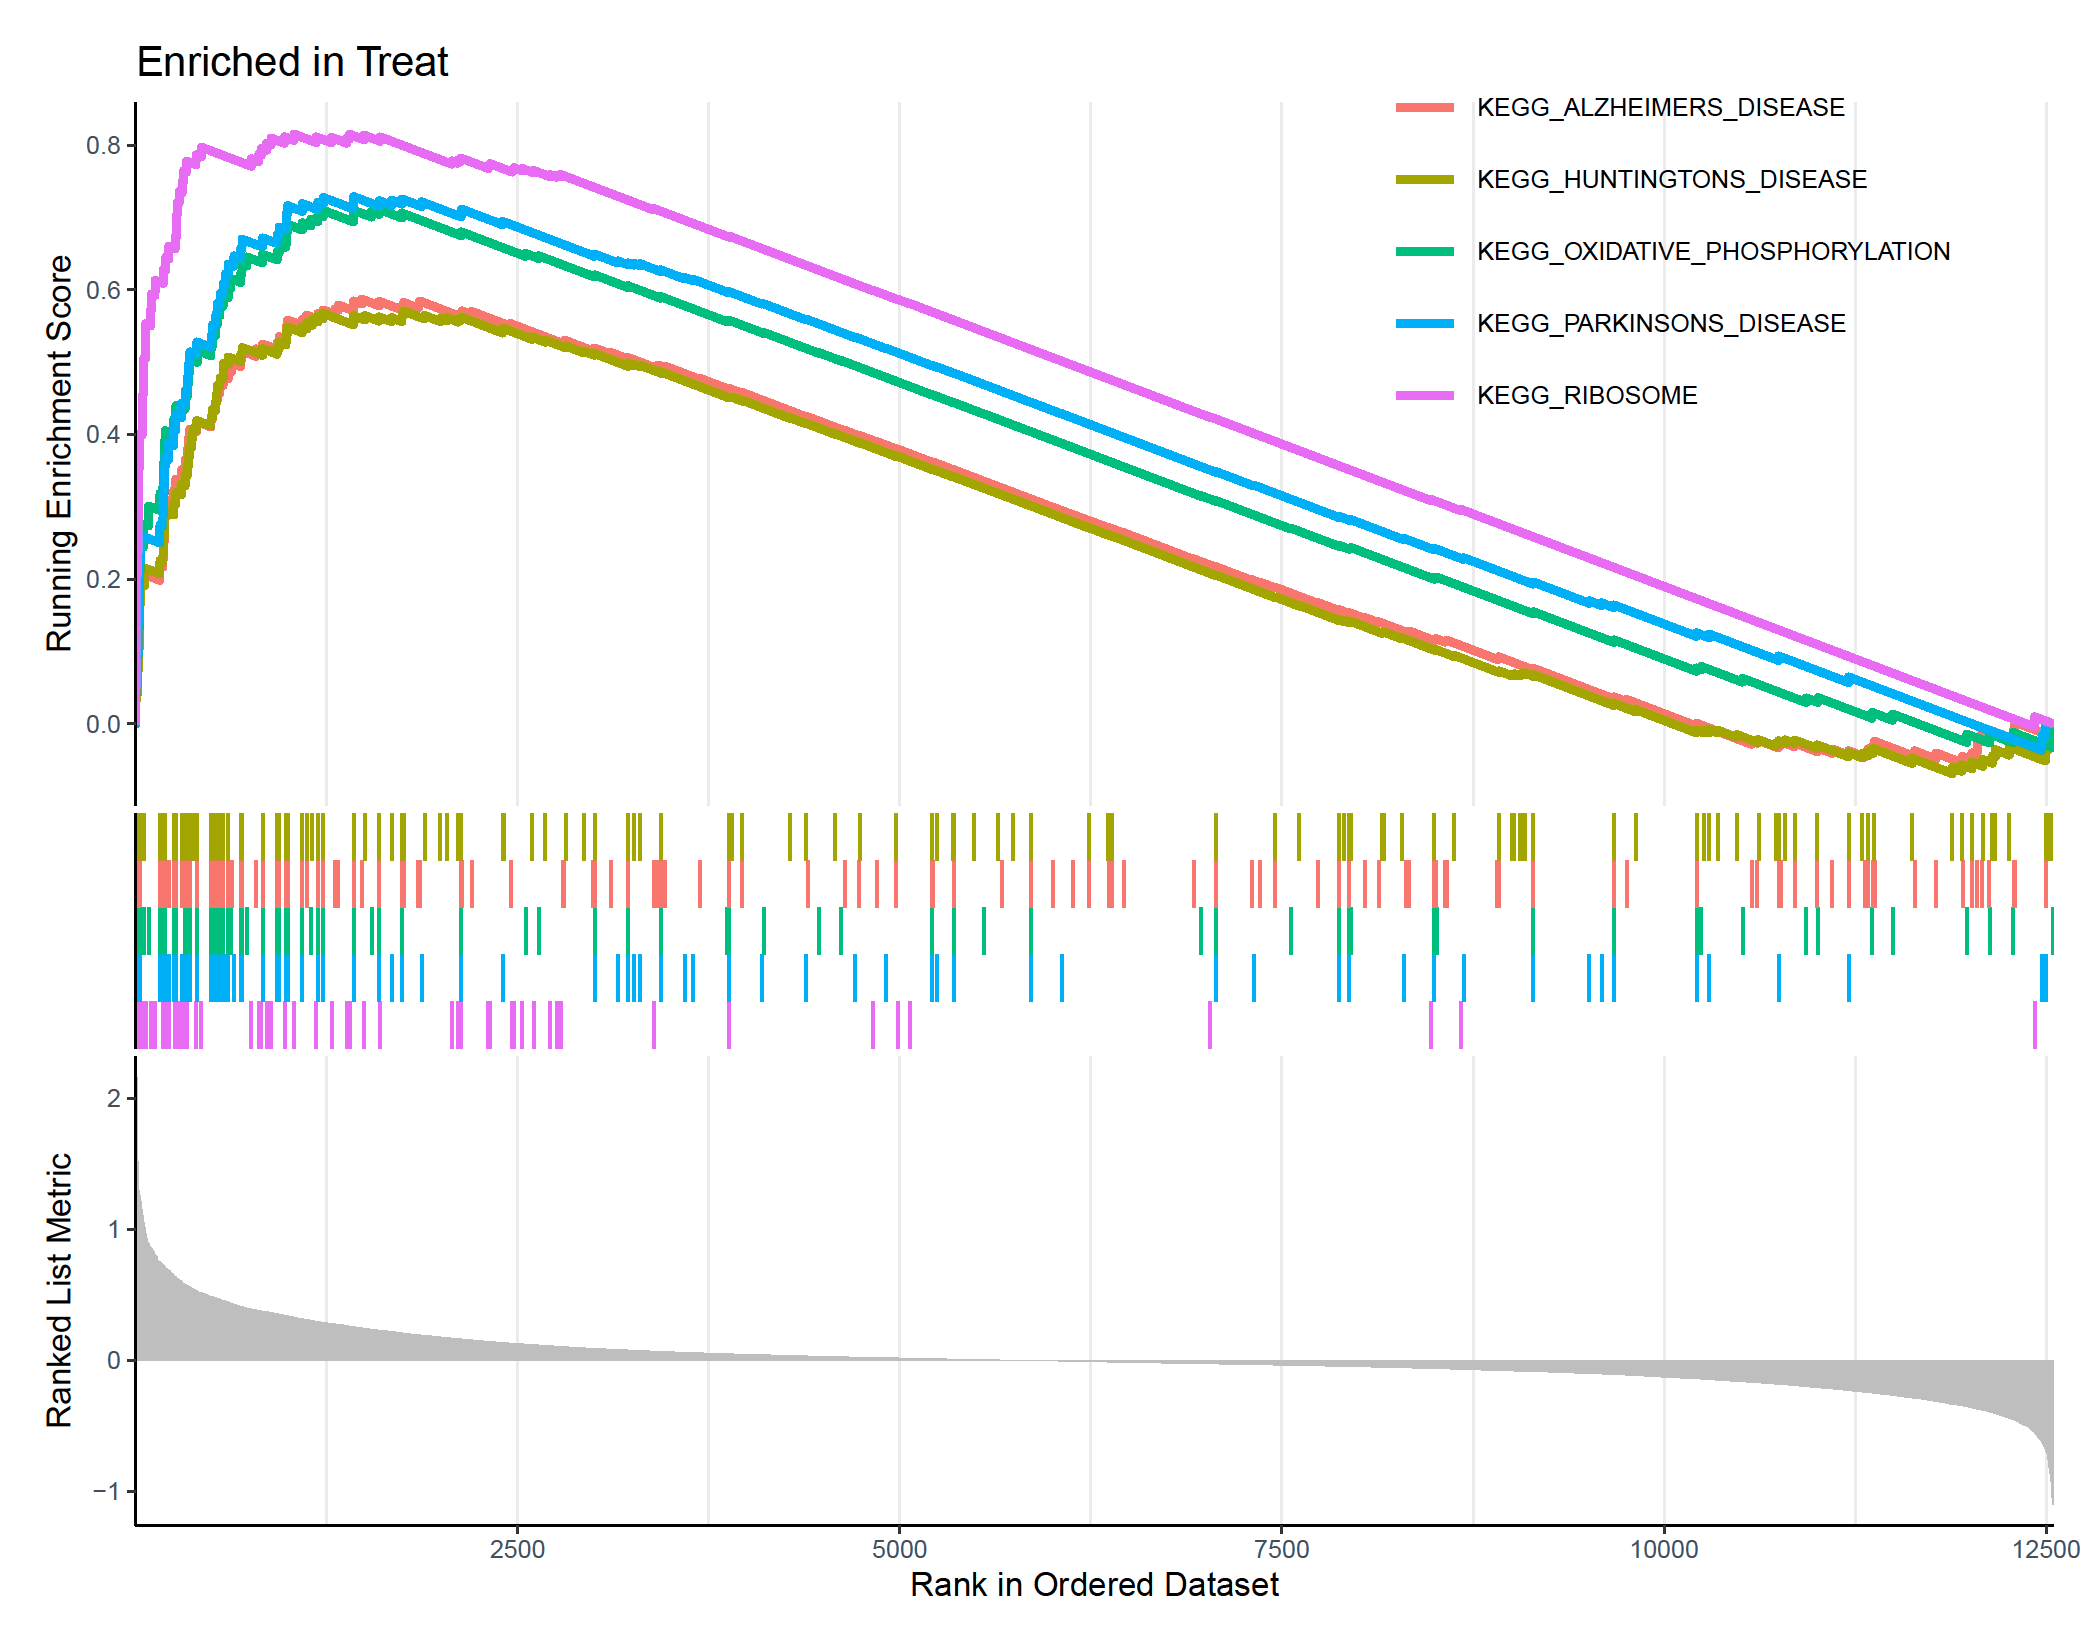 Enriched in Treat
KEGG_ALZHEIMERS_DISEASE
KEGG_HUNTINGTONS_DISEASE
KEGG_OXIDATIVE_PHOSPHORYLATION
KEGG_PARKINSONS_DISEASE
KEGG_RIBOSOME
Running Enrichment Score
0.8
0.6
0.4
0.2
0.0
Ranked List Metric
2
1
0
−1
2500 5000 7500 10000 12500
Rank in Ordered Dataset